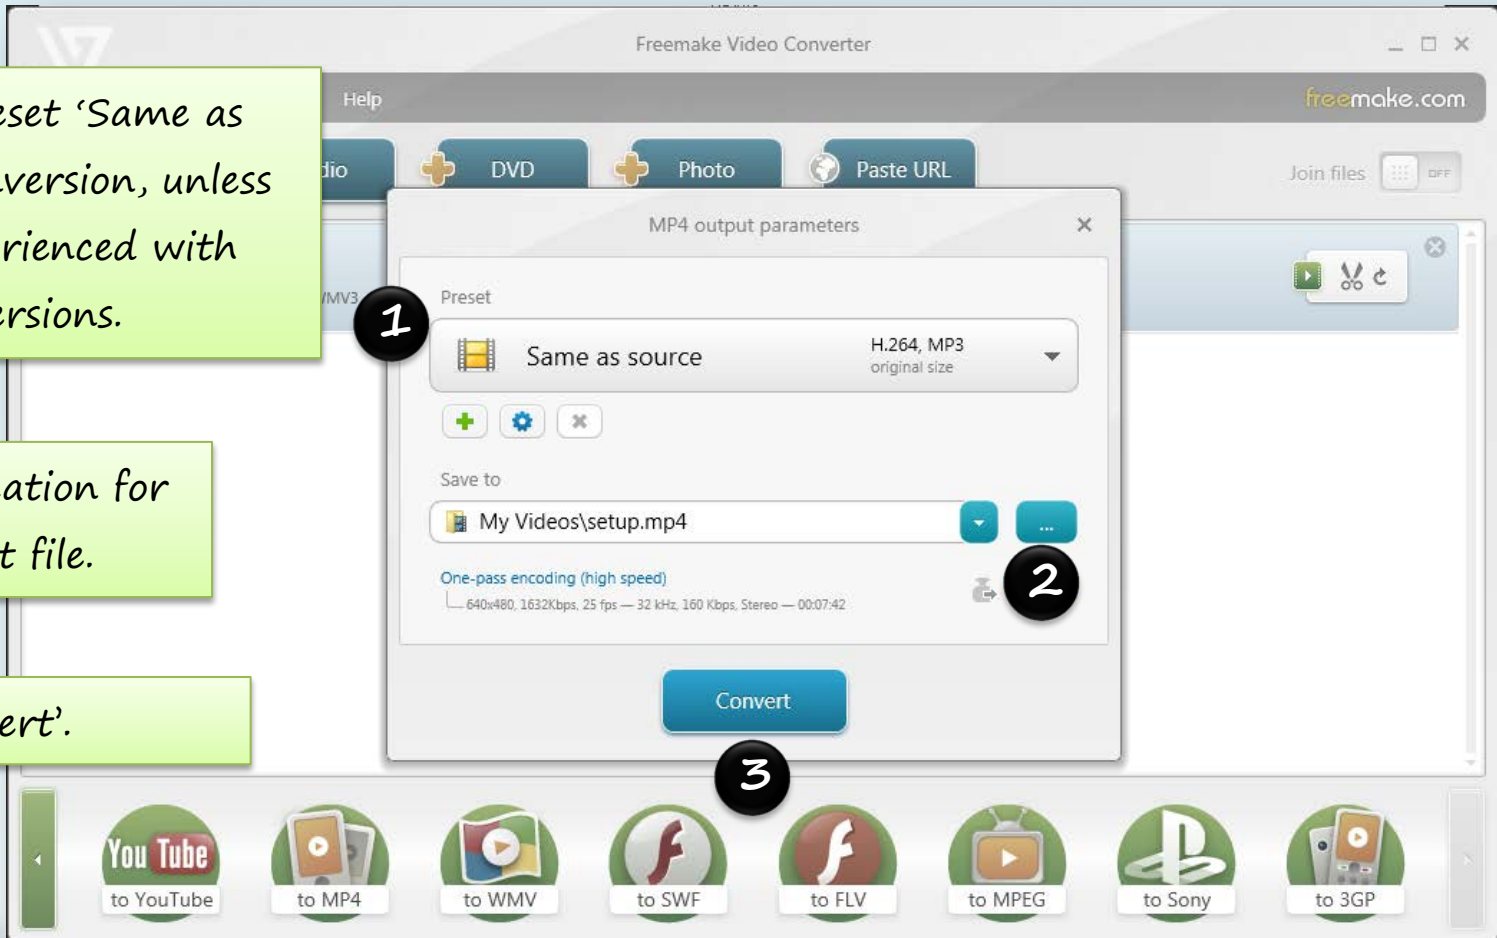 Freemake Video Converter
Help
freemake.com
eset ‘Same as
version, unless
rienced with
ersions.
dio
DVD
Photo
Paste URL
Join files
OFF
MP4 output parameters
WMV3
1
Preset
Same as source
H.264, MP3
original size
ation for
t file.
Save to
My Videos\setup.mp4
...
One-pass encoding (high speed)
640x480, 1632Kbps, 25 fps — 32 kHz, 160 Kbps, Stereo — 00:07:42
2
ert’.
Convert
3
You Tube
to YouTube
to MP4
to WMV
to SWF
to FLV
to MPEG
to Sony
to 3GP